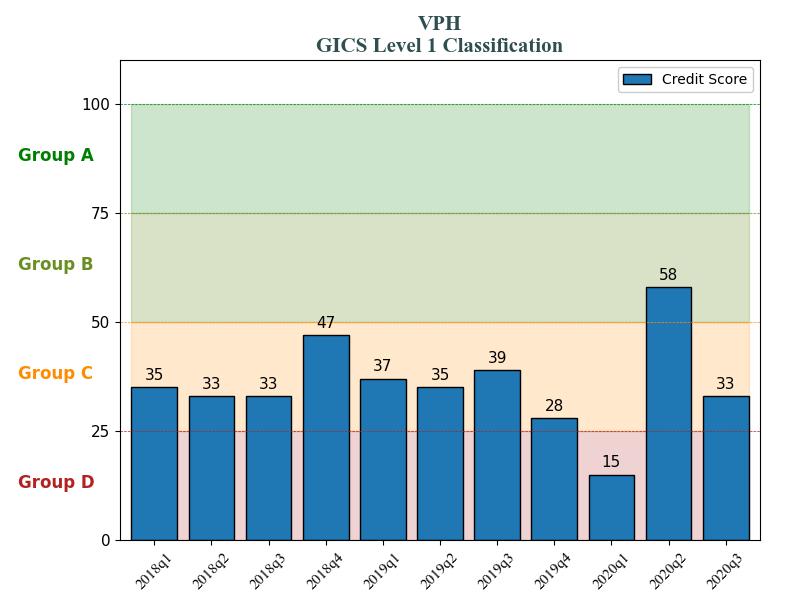 VPH
GICS Level 1 Classification
Credit Score
100
Group A
75
Group B
50
Group C
25
Group D
0
35
33
33
47
37
35
39
28
15
58
33
2018q1
2018q2
2018q3
2018q4
2019q1
2019q2
2019q3
2019q4
2020q1
2020q2
2020q3